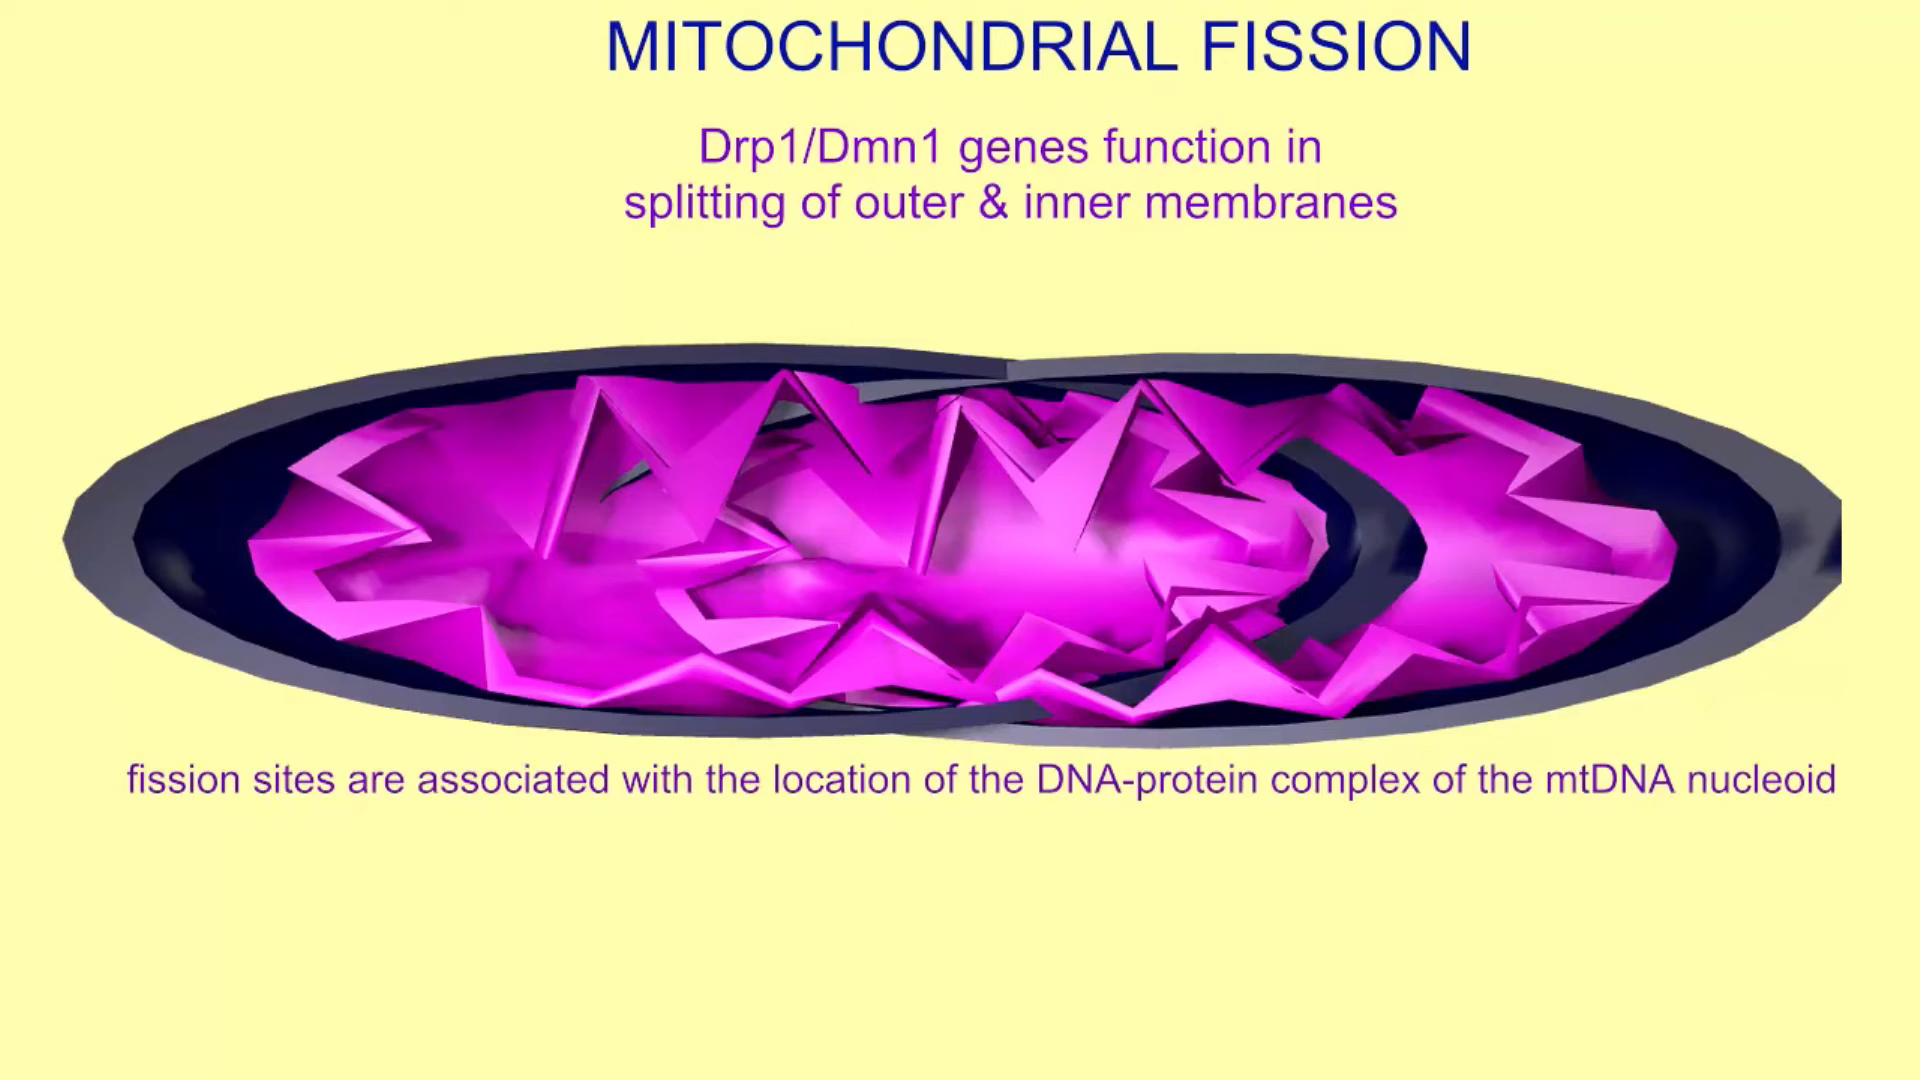 MITOCHONDRIAL FISSION
Drp1/Dmn1 genes function in
splitting of outer & inner membranes
fission sites are associated with the location of the DNA-protein complex of the mtDNA nucleoid